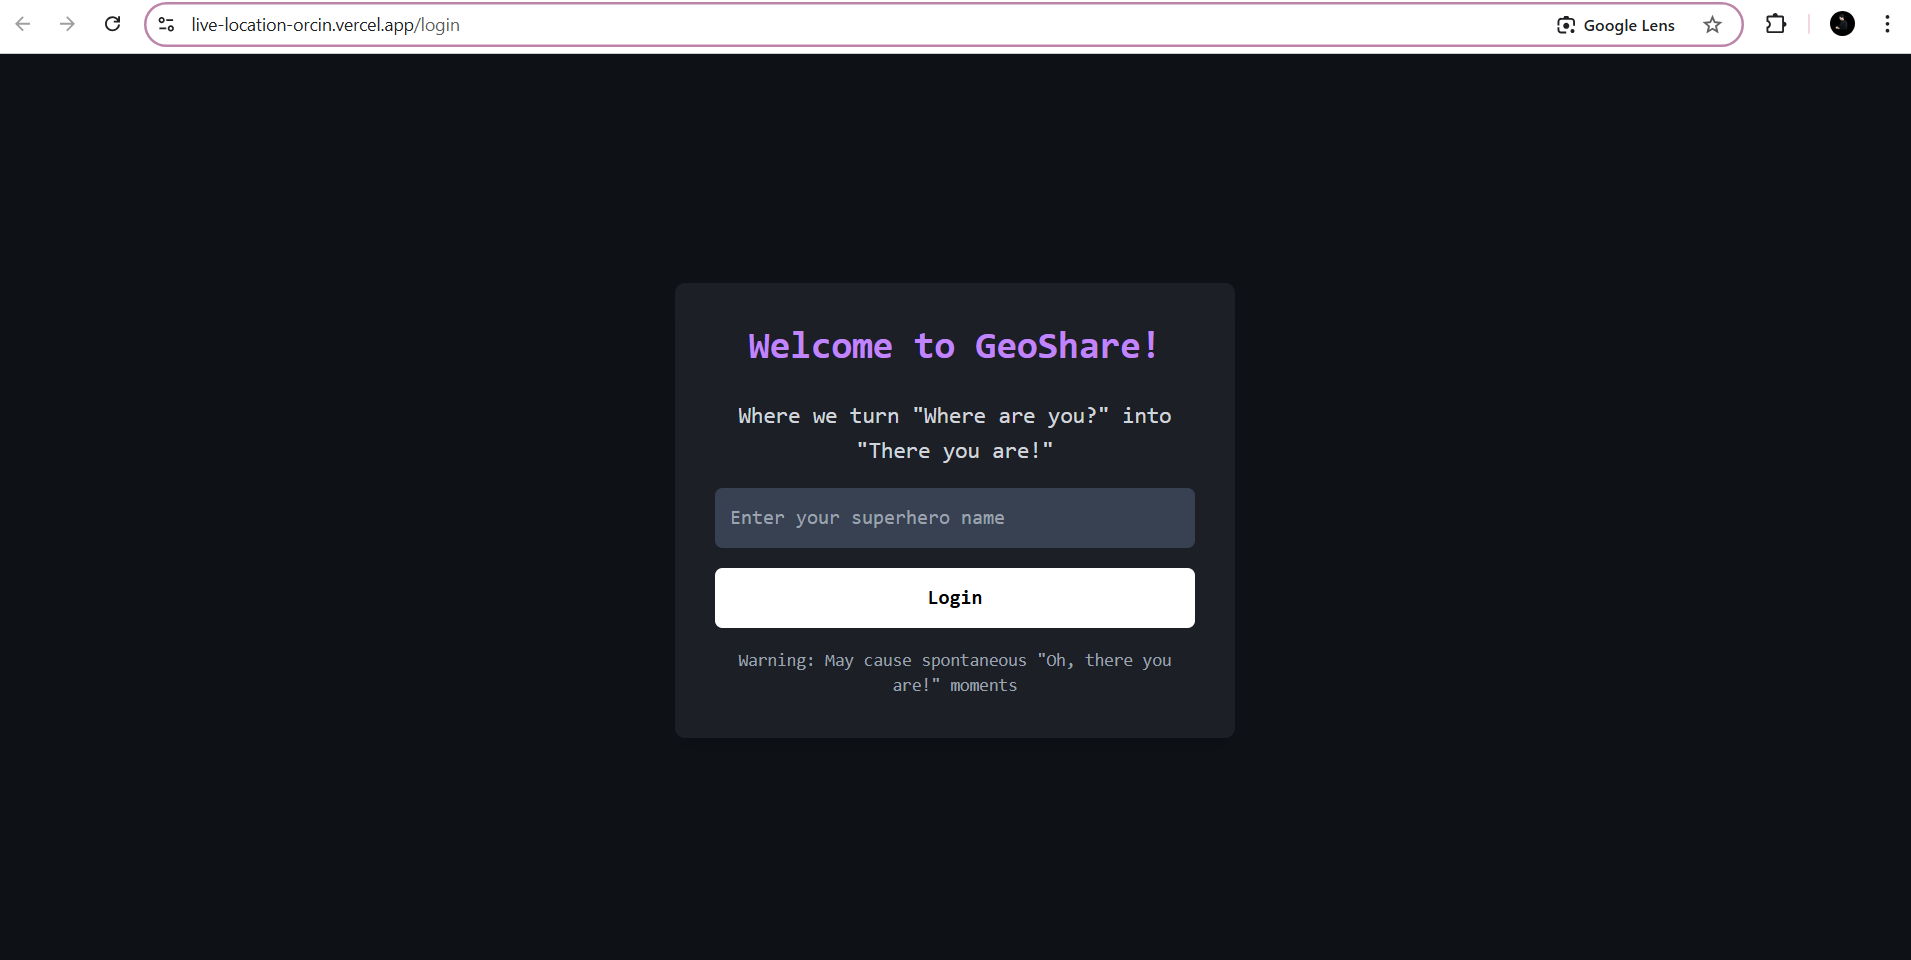 live-location-orcin.vercel.app/login
Google Lens
Welcome to GeoShare!
Where we turn "Where are you?" into
"There you are!"
Enter your superhero name
Login
Warning: May cause spontaneous "Oh, there you
are!" moments